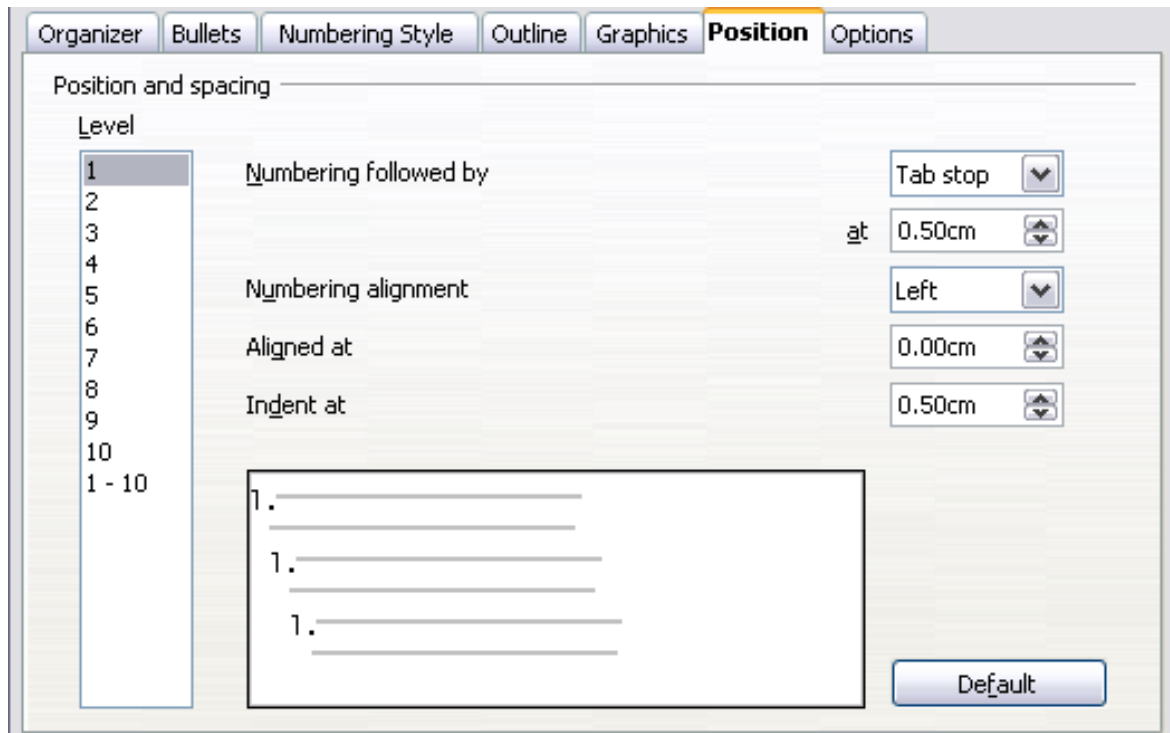 Organizer Bullets Numbering Style Outline Graphics Position Options
Position and spacing
Level
1 Numbering followed by Tab stop
2
3 at 0.50cm
4
5 Numbering alignment Left
6
7 Aligned at 0.00cm
8
9 Indent at 0.50cm
10
1 - 10
1.
1.
1.
Default